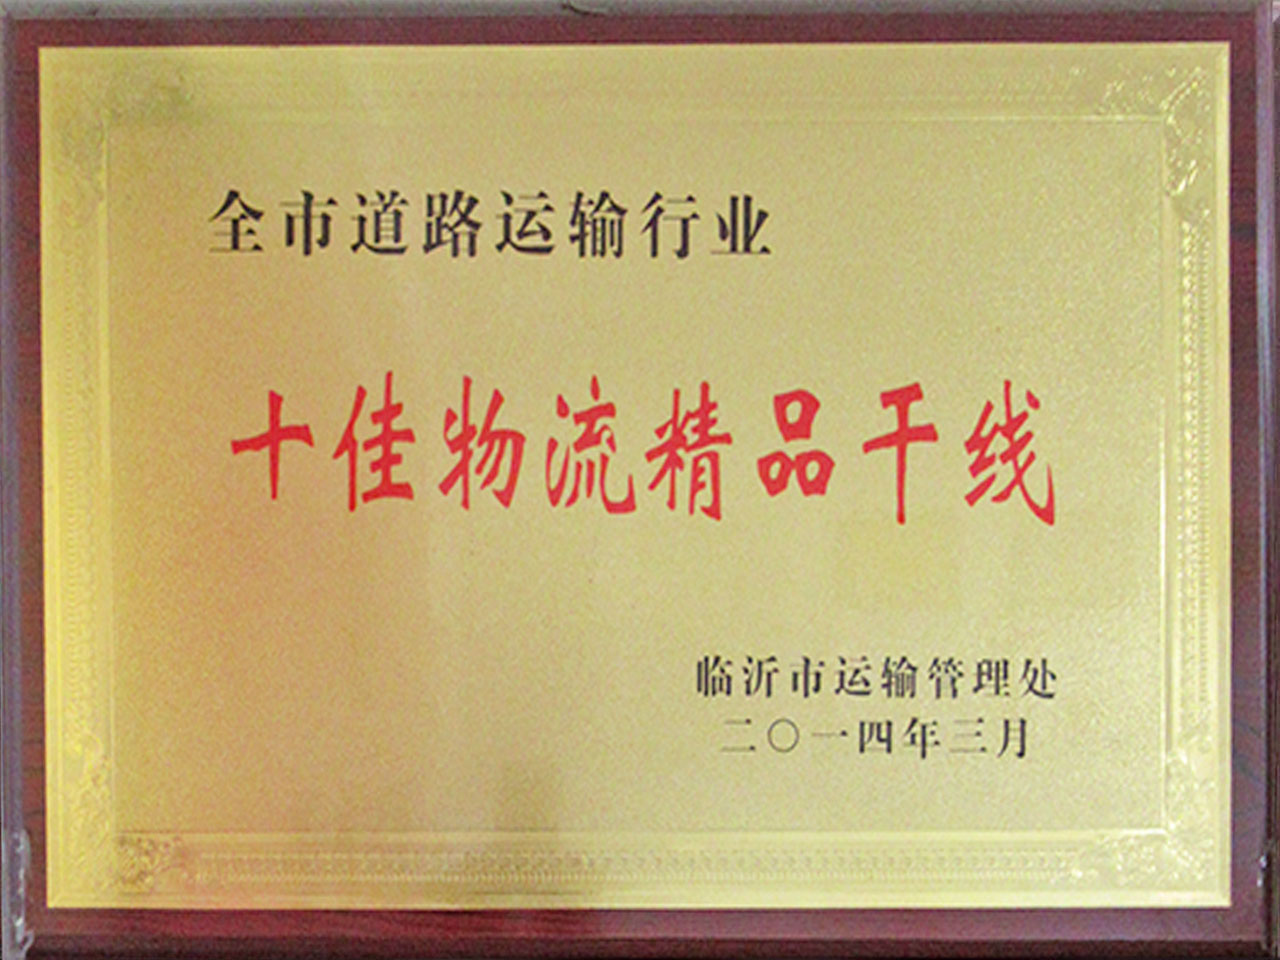 全市道路运输行业
十佳物流精品干线
临沂市运输管理处
二〇一四年三月